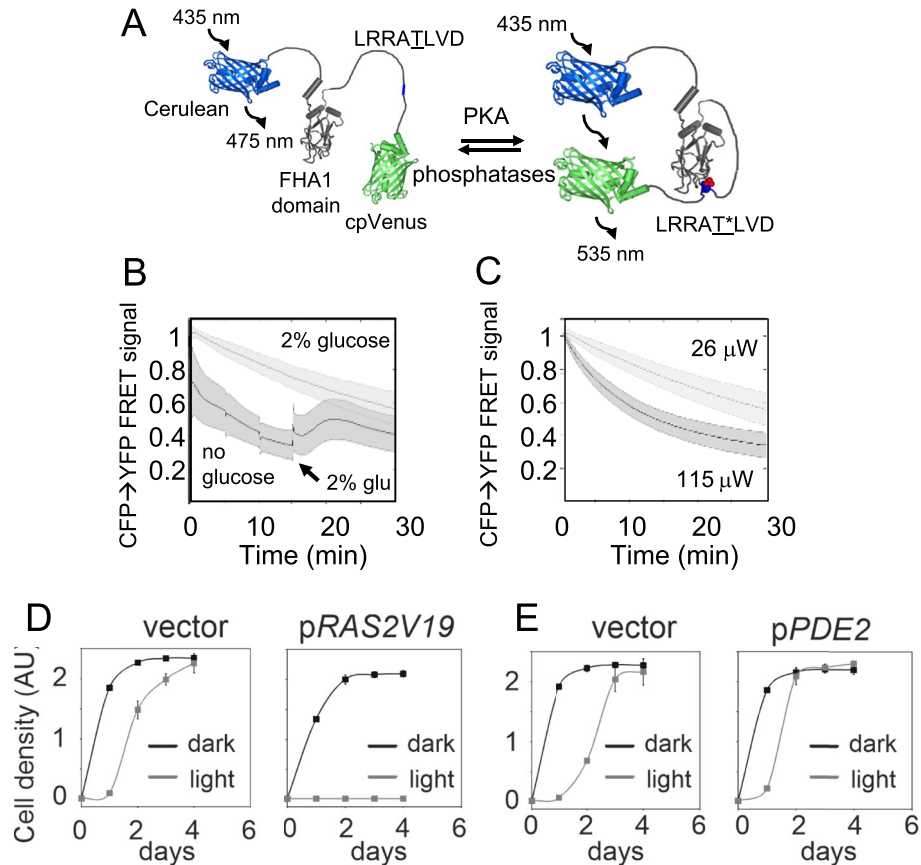 A
435 nm
LRRATLVD
435 nm
Cerulean
475 nm
PKA
phosphatases
FHA1
domain
cpVenus
LRRAT*LVD
535 nm
B
C
CFP→YFP FRET signal
1
0.8
0.6
0.4
0.2
2% glucose
no
glucose
2% glu
0 10 20 30
Time (min)
CFP→YFP FRET signal
1
0.8
0.6
0.4
0.2
26 µW
115 µW
0 10 20 30
Time (min)
D
vector
pRAS2V19
E
vector
pPDE2
Cell density (AU)
2
1
0
dark
light
0 2 4 6
days
dark
light
0 2 4 6
days
2
1
0
dark
light
0 2 4 6
days
dark
light
0 2 4 6
days